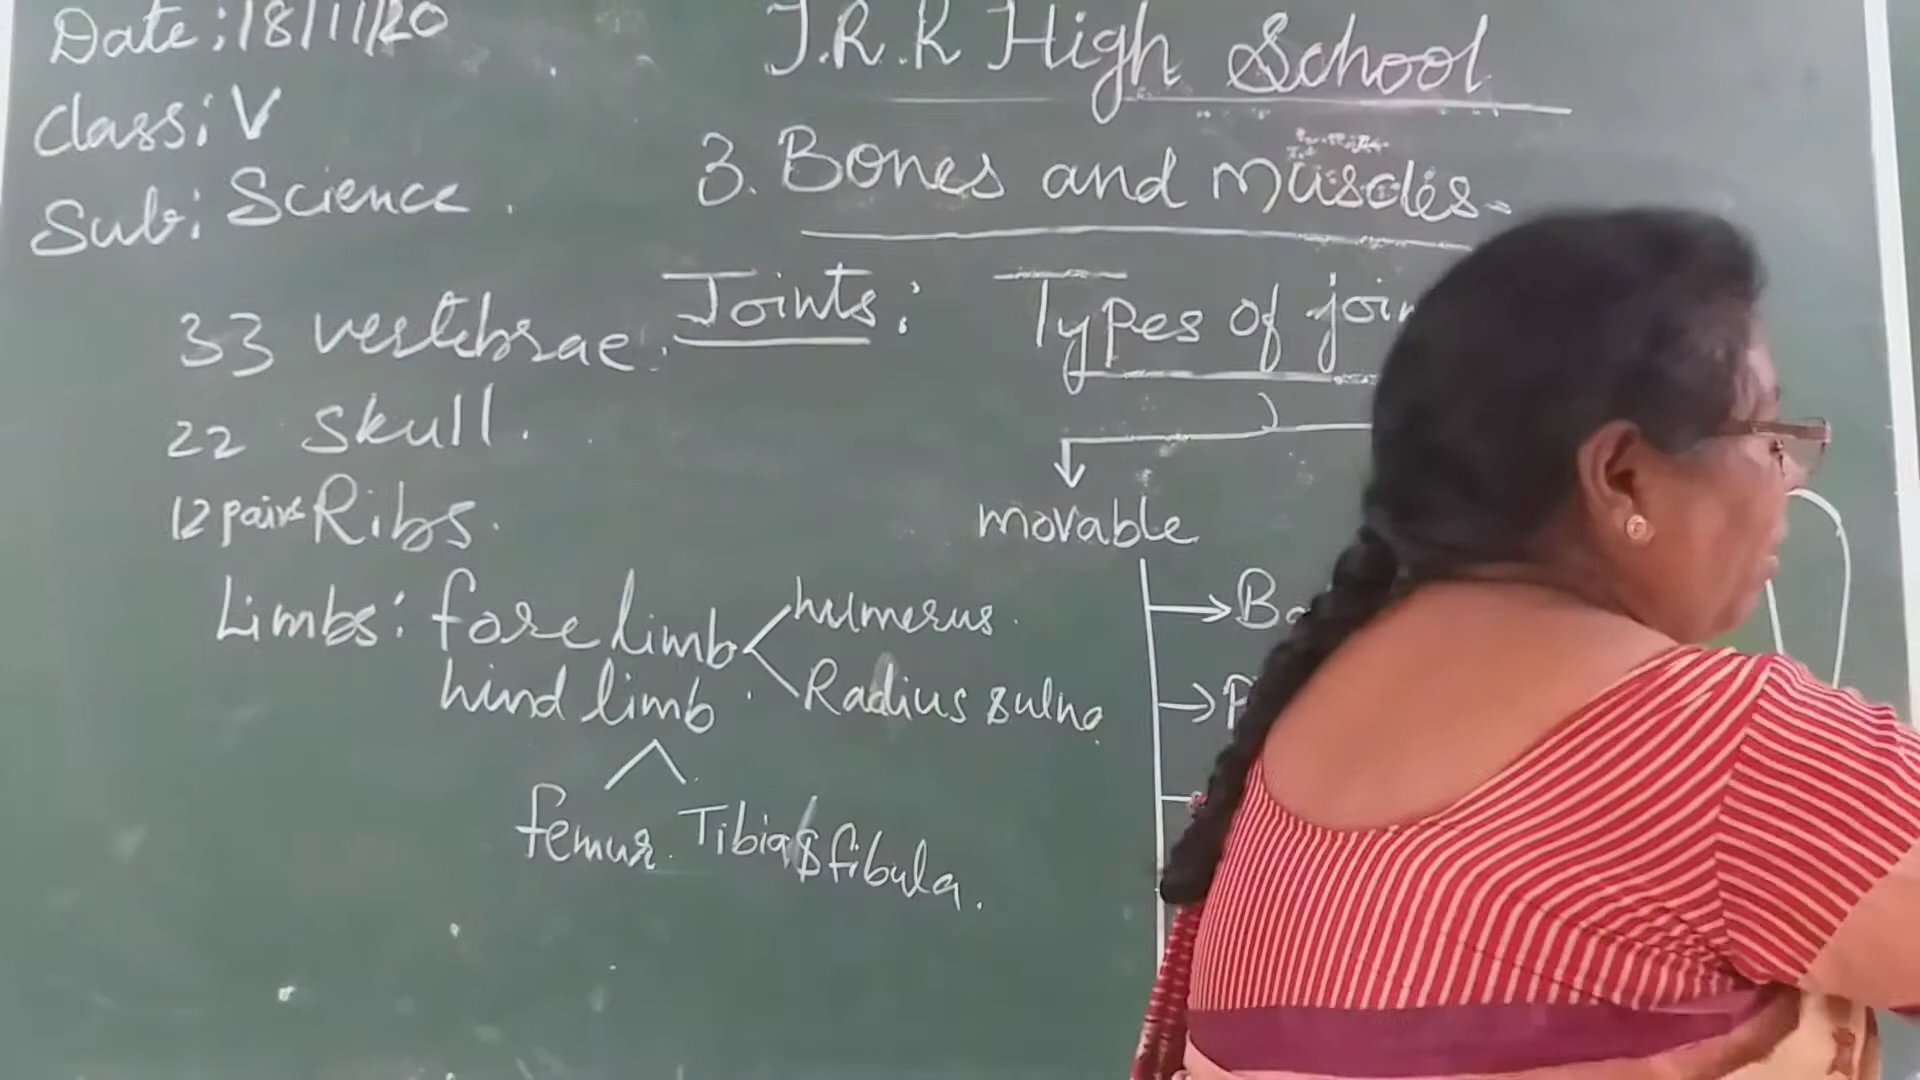 Date: 18/11/20
J.R.R High School
Class: V
Sub: Science.
3. Bones and Muscles
Joints:
Types of
33 vertebrae.
22 Skull.
12 pairs Ribs.
movable
Limbs: fore limb
humerus.
Radius & ulna
hind limb
femur. Tibia & fibula.